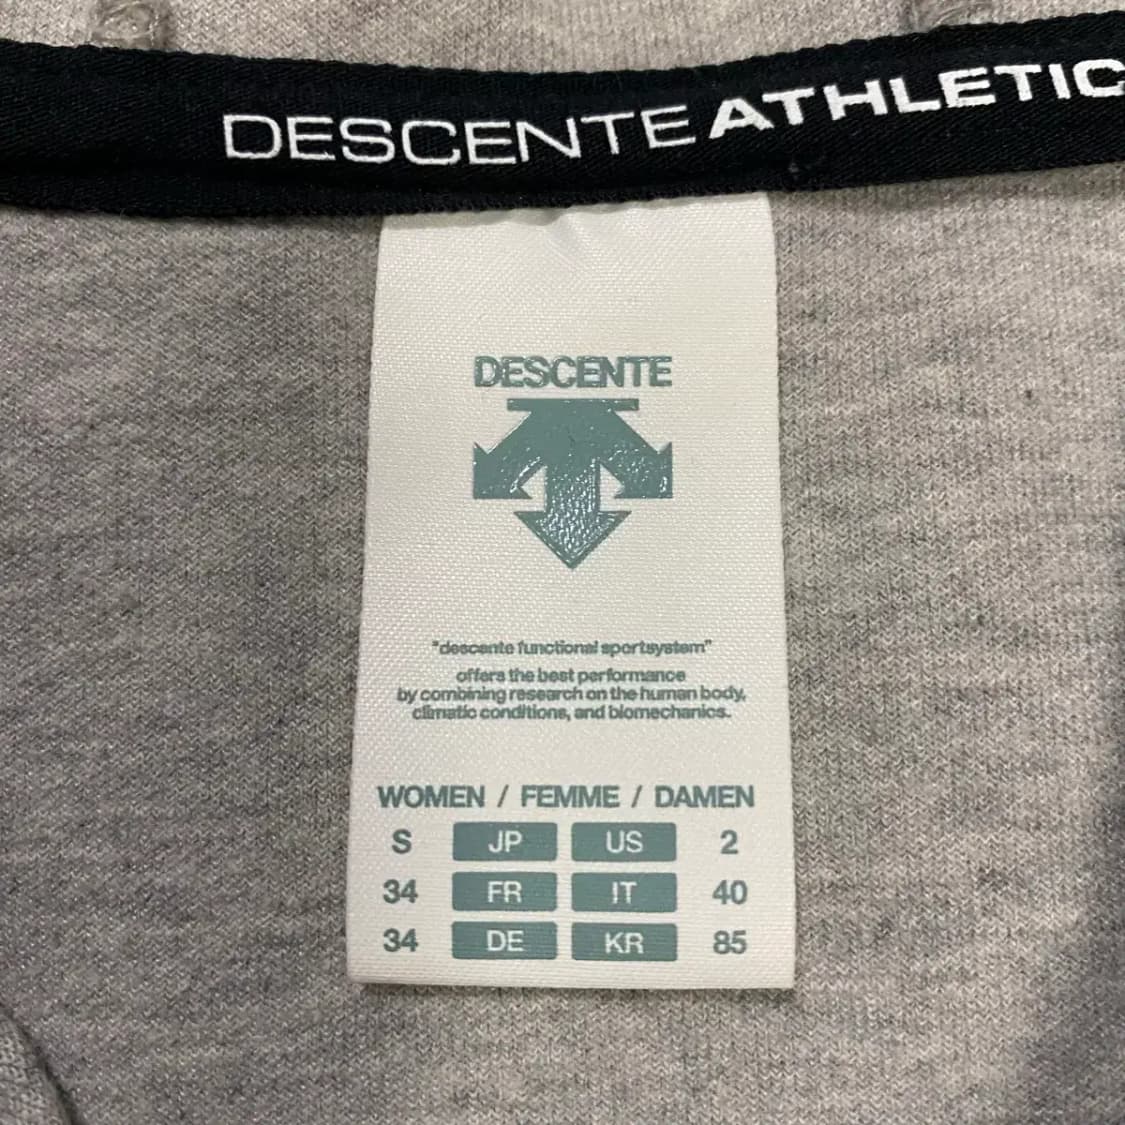 DESCENTE ATHLETIC
DESCENTE
"descente functional sportsystem"
offers the best performance
by combining research on the human body,
climatic conditions, and biomechanics.
WOMEN / FEMME / DAMEN
S JP US 2
34 FR IT 40
34 DE KR 85